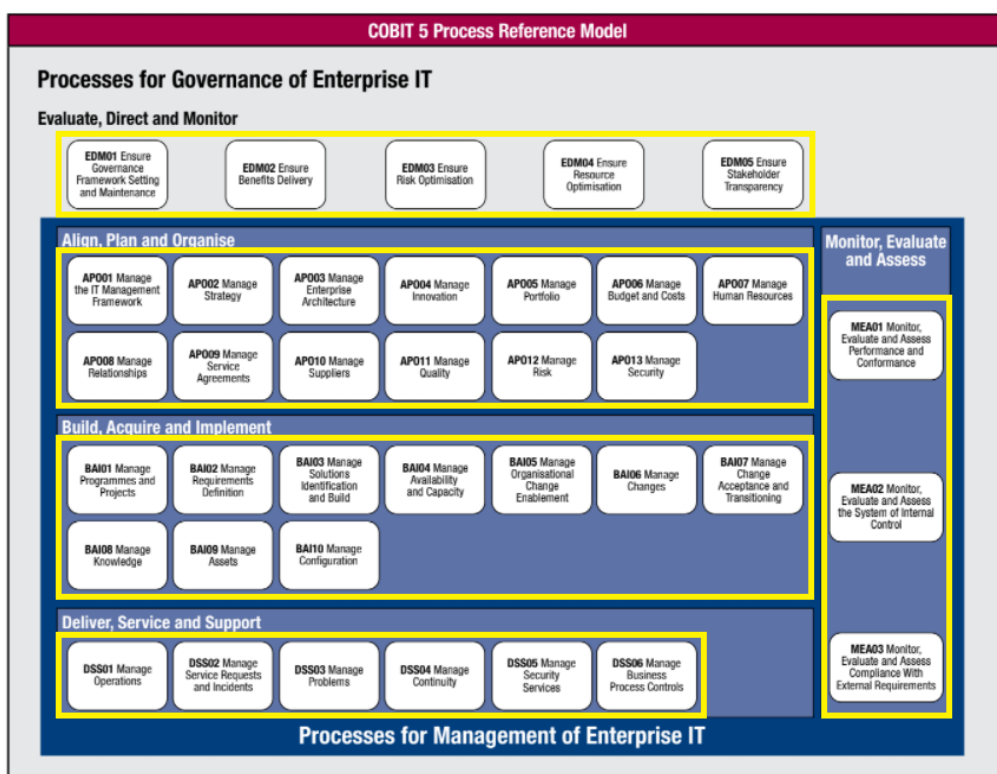 COBIT 5 Process Reference Model
Processes for Governance of Enterprise IT
Evaluate, Direct and Monitor
EDM01 Ensure
Governance
Framework Setting
and Maintenance
EDM02 Ensure
Benefits Delivery
EDM03 Ensure
Risk Optimisation
EDM04 Ensure
Resource
Optimisation
EDM05 Ensure
Stakeholder
Transparency
Align, Plan and Organise
APO01 Manage
the IT Management
Framework
APO02 Manage
Strategy
APO03 Manage
Enterprise
Architecture
APO04 Manage
Innovation
APO05 Manage
Portfolio
APO06 Manage
Budget and Costs
APO07 Manage
Human Resources
APO08 Manage
Relationships
APO09 Manage
Service
Agreements
APO10 Manage
Suppliers
APO11 Manage
Quality
APO12 Manage
Risk
APO13 Manage
Security
Build, Acquire and Implement
BAI01 Manage
Programmes and
Projects
BAI02 Manage
Requirements
Definition
BAI03 Manage
Solutions
Identification
and Build
BAI04 Manage
Availability
and Capacity
BAI05 Manage
Organisational
Change
Enablement
BAI06 Manage
Changes
BAI07 Manage
Change
Acceptance and
Transitioning
BAI08 Manage
Knowledge
BAI09 Manage
Assets
BAI10 Manage
Configuration
Deliver, Service and Support
DSS01 Manage
Operations
DSS02 Manage
Service Requests
and Incidents
DSS03 Manage
Problems
DSS04 Manage
Continuity
DSS05 Manage
Security
Services
DSS06 Manage
Business
Process Controls
Monitor, Evaluate
and Assess
MEA01 Monitor,
Evaluate and Assess
Performance and
Conformance
MEA02 Monitor,
Evaluate and Assess
the System of Internal
Control
MEA03 Monitor,
Evaluate and Assess
Compliance With
External Requirements
Processes for Management of Enterprise IT